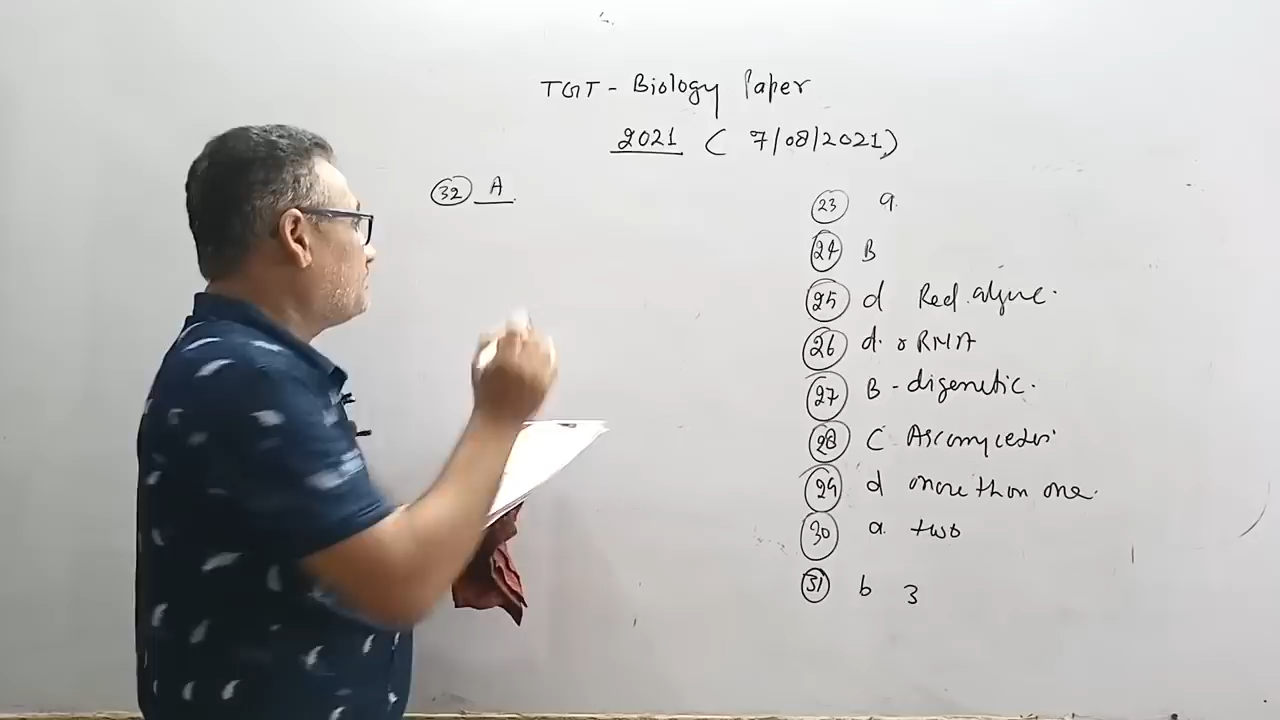 TGT - Biology Paper
2021 ( 7/08/2021)
32 A
23 a.
24 B
25 d Red algae.
26 d. rRNA
27 B - digenetic.
28 C Ascomycetes
29 d more than one.
30 a. two
31 b 3